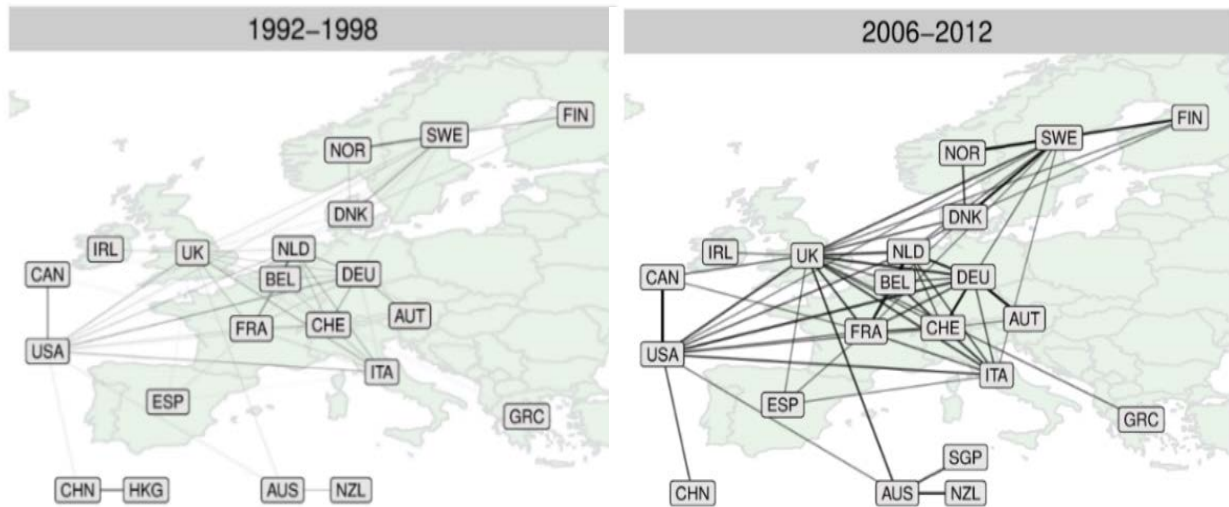 1992–1998
FIN
SWE
NOR
DNK
IRL
UK
NLD
CAN
BEL
DEU
FRA
CHE
AUT
USA
ITA
ESP
GRC
CHN
HKG
AUS
NZL
2006–2012
FIN
SWE
NOR
DNK
IRL
UK
NLD
CAN
BEL
DEU
FRA
CHE
AUT
USA
ITA
ESP
GRC
SGP
CHN
AUS
NZL